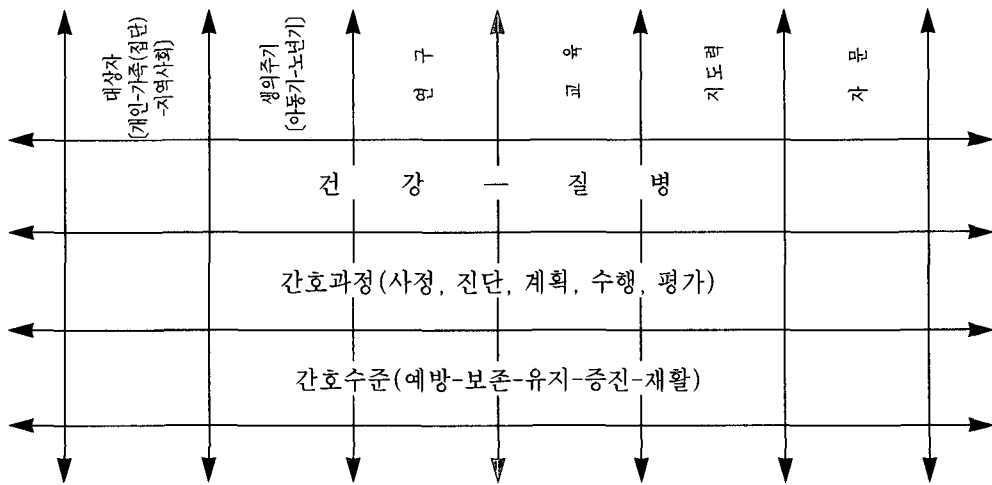 대상자
(개인-가족(집단)
-지역사회)
생의주기
(아동기-노년기)
연 구
교 육
지도력
자 문
건 강 — 질 병
간호과정(사정, 진단, 계획, 수행, 평가)
간호수준(예방-보존-유지-증진-재활)